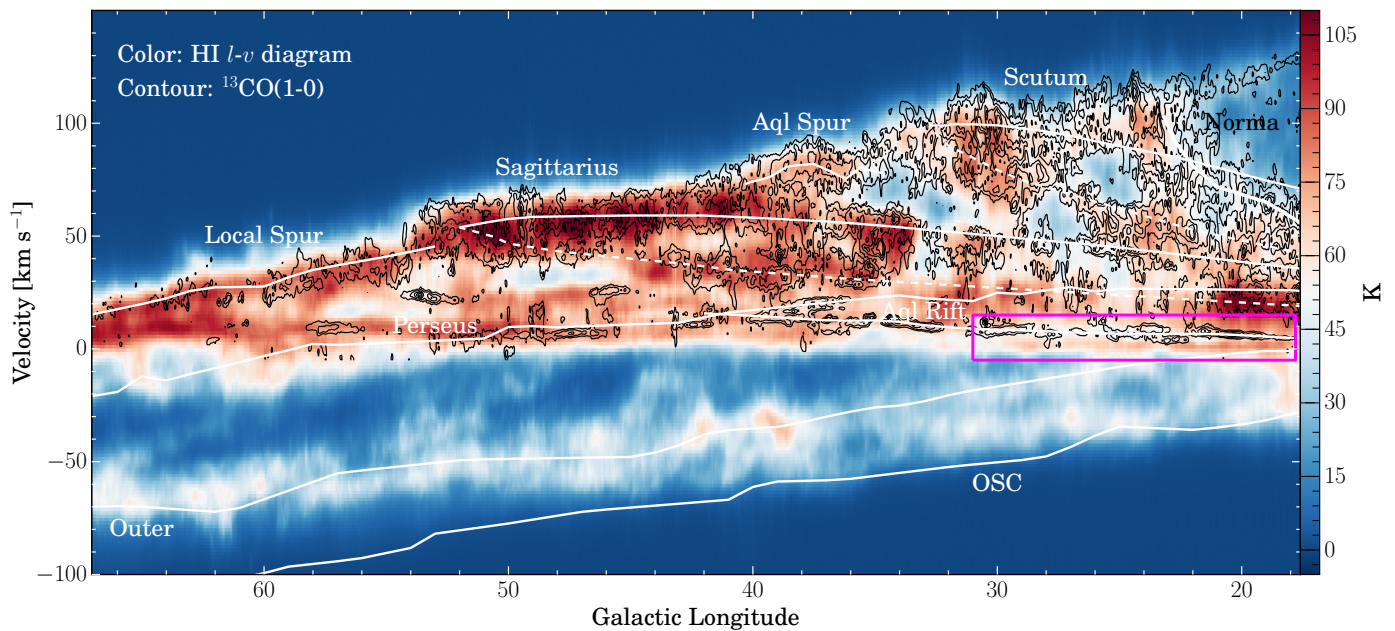 Color: HI l-v diagram
Contour: ¹³CO(1-0)
Scutum
Aql Spur
Norma
Sagittarius
Local Spur
Perseus
Aql Rift
OSC
Outer
Velocity [km s⁻¹]
100
50
0
−50
−100
60
50
40
30
20
Galactic Longitude
105
90
75
60
45
30
15
0
K